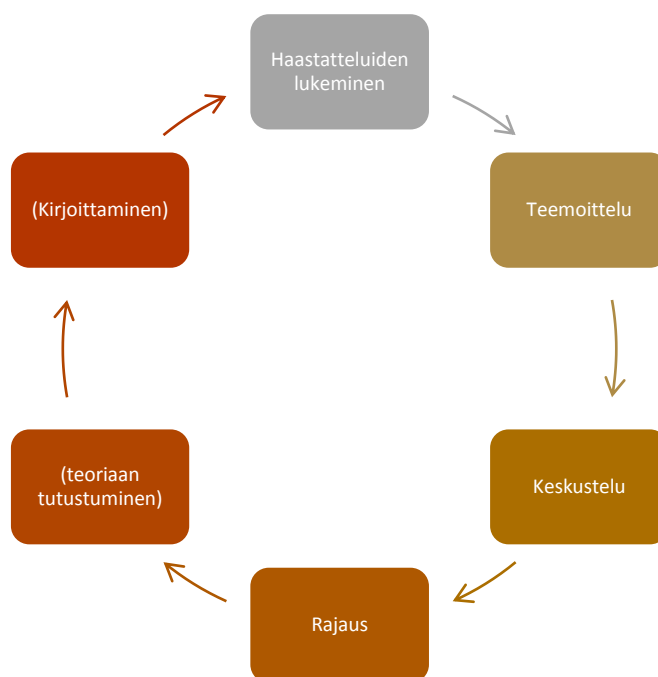 Haastatteluiden
lukeminen
Teemoittelu
Keskustelu
Rajaus
(teoriaan
tutustuminen)
(Kirjoittaminen)